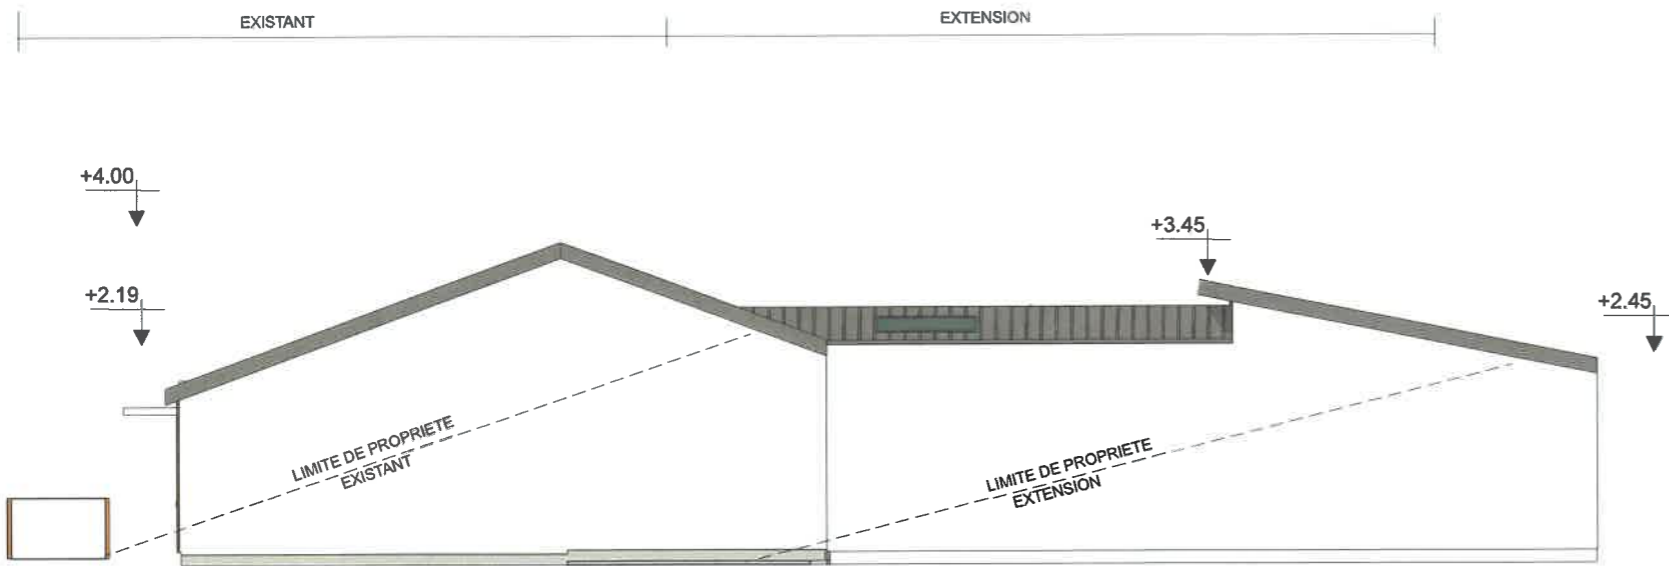 EXISTANT
EXTENSION
+4.00
+3.45
+2.19
+2.45
LIMITE DE PROPRIETE
EXISTANT
LIMITE DE PROPRIETE
EXTENSION